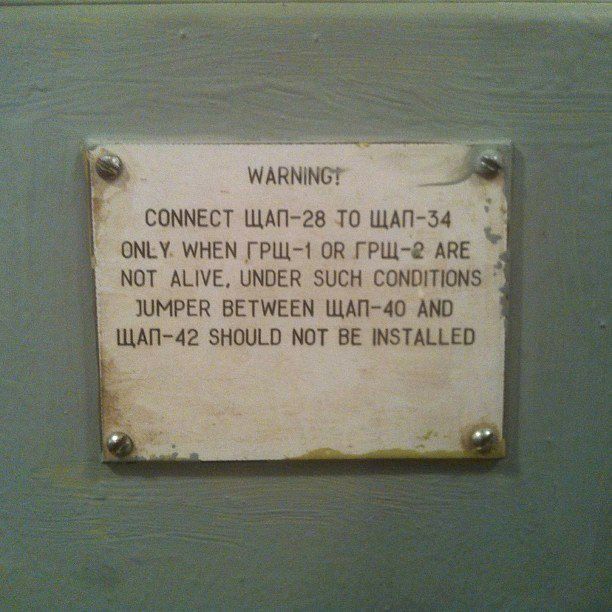 WARNING!
CONNECT ЩАП-28 TO ЩАП-34
ONLY WHEN ГРЩ-1 OR ГРЩ-2 ARE
NOT ALIVE, UNDER SUCH CONDITIONS
JUMPER BETWEEN ЩАП-40 AND
ЩАП-42 SHOULD NOT BE INSTALLED